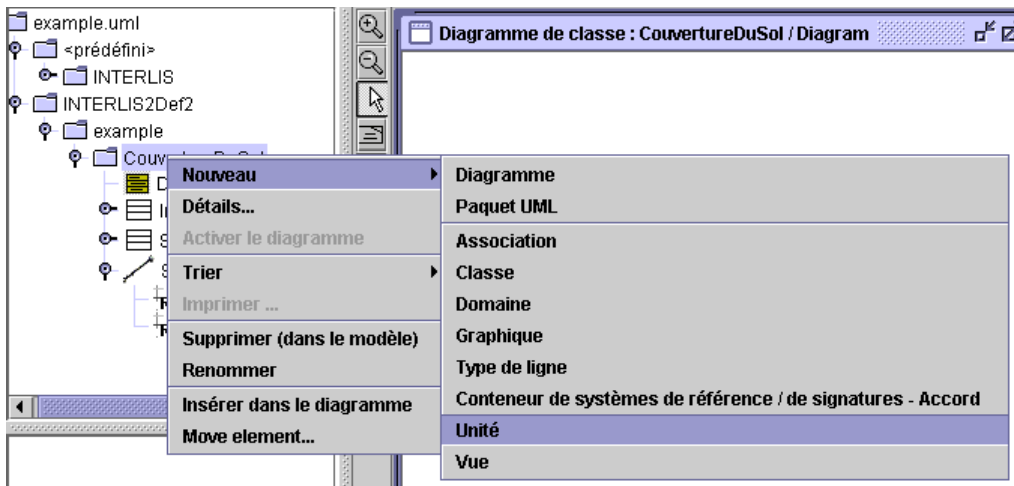 example.uml
<prédéfini>
INTERLIS
INTERLIS2Def2
example
Diagramme de classe : CouvertureDuSol / Diagram
Nouveau
Détails...
Activer le diagramme
Trier
Imprimer ...
Supprimer (dans le modèle)
Renommer
Insérer dans le diagramme
Move element...
Diagramme
Paquet UML
Association
Classe
Domaine
Graphique
Type de ligne
Conteneur de systèmes de référence / de signatures - Accord
Unité
Vue